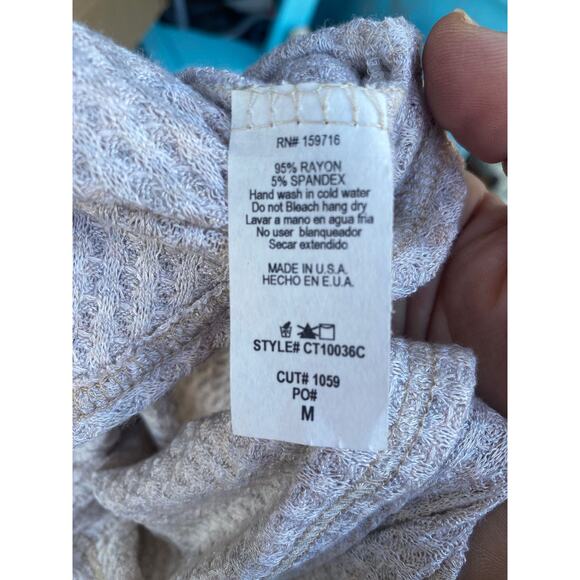 RN# 159716
95% RAYON
5% SPANDEX
Hand wash in cold water
Do not Bleach hang dry
Lavar a mano en agua fria
No user blanqueador
Secar extendido
MADE IN U.S.A.
HECHO EN E.U.A.
STYLE# CT10036C
CUT# 1059
PO#
M